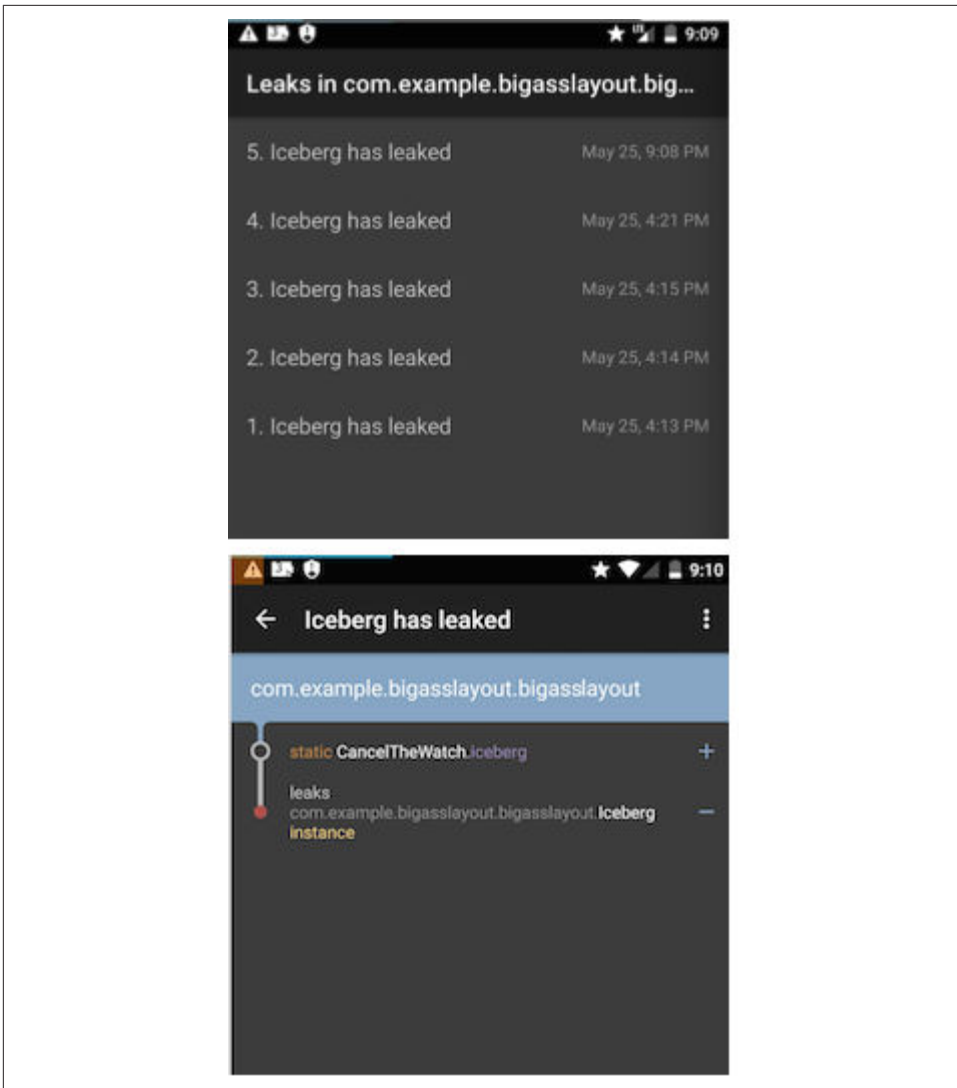 9:09
Leaks in com.example.bigasslayout.big...
5. Iceberg has leaked May 25, 9:08 PM
4. Iceberg has leaked May 25, 4:21 PM
3. Iceberg has leaked May 25, 4:15 PM
2. Iceberg has leaked May 25, 4:14 PM
1. Iceberg has leaked May 25, 4:13 PM
9:10
Iceberg has leaked
com.example.bigasslayout.bigasslayout
static CancelTheWatch.iceberg +
leaks
com.example.bigasslayout.bigasslayout.Iceberg –
instance